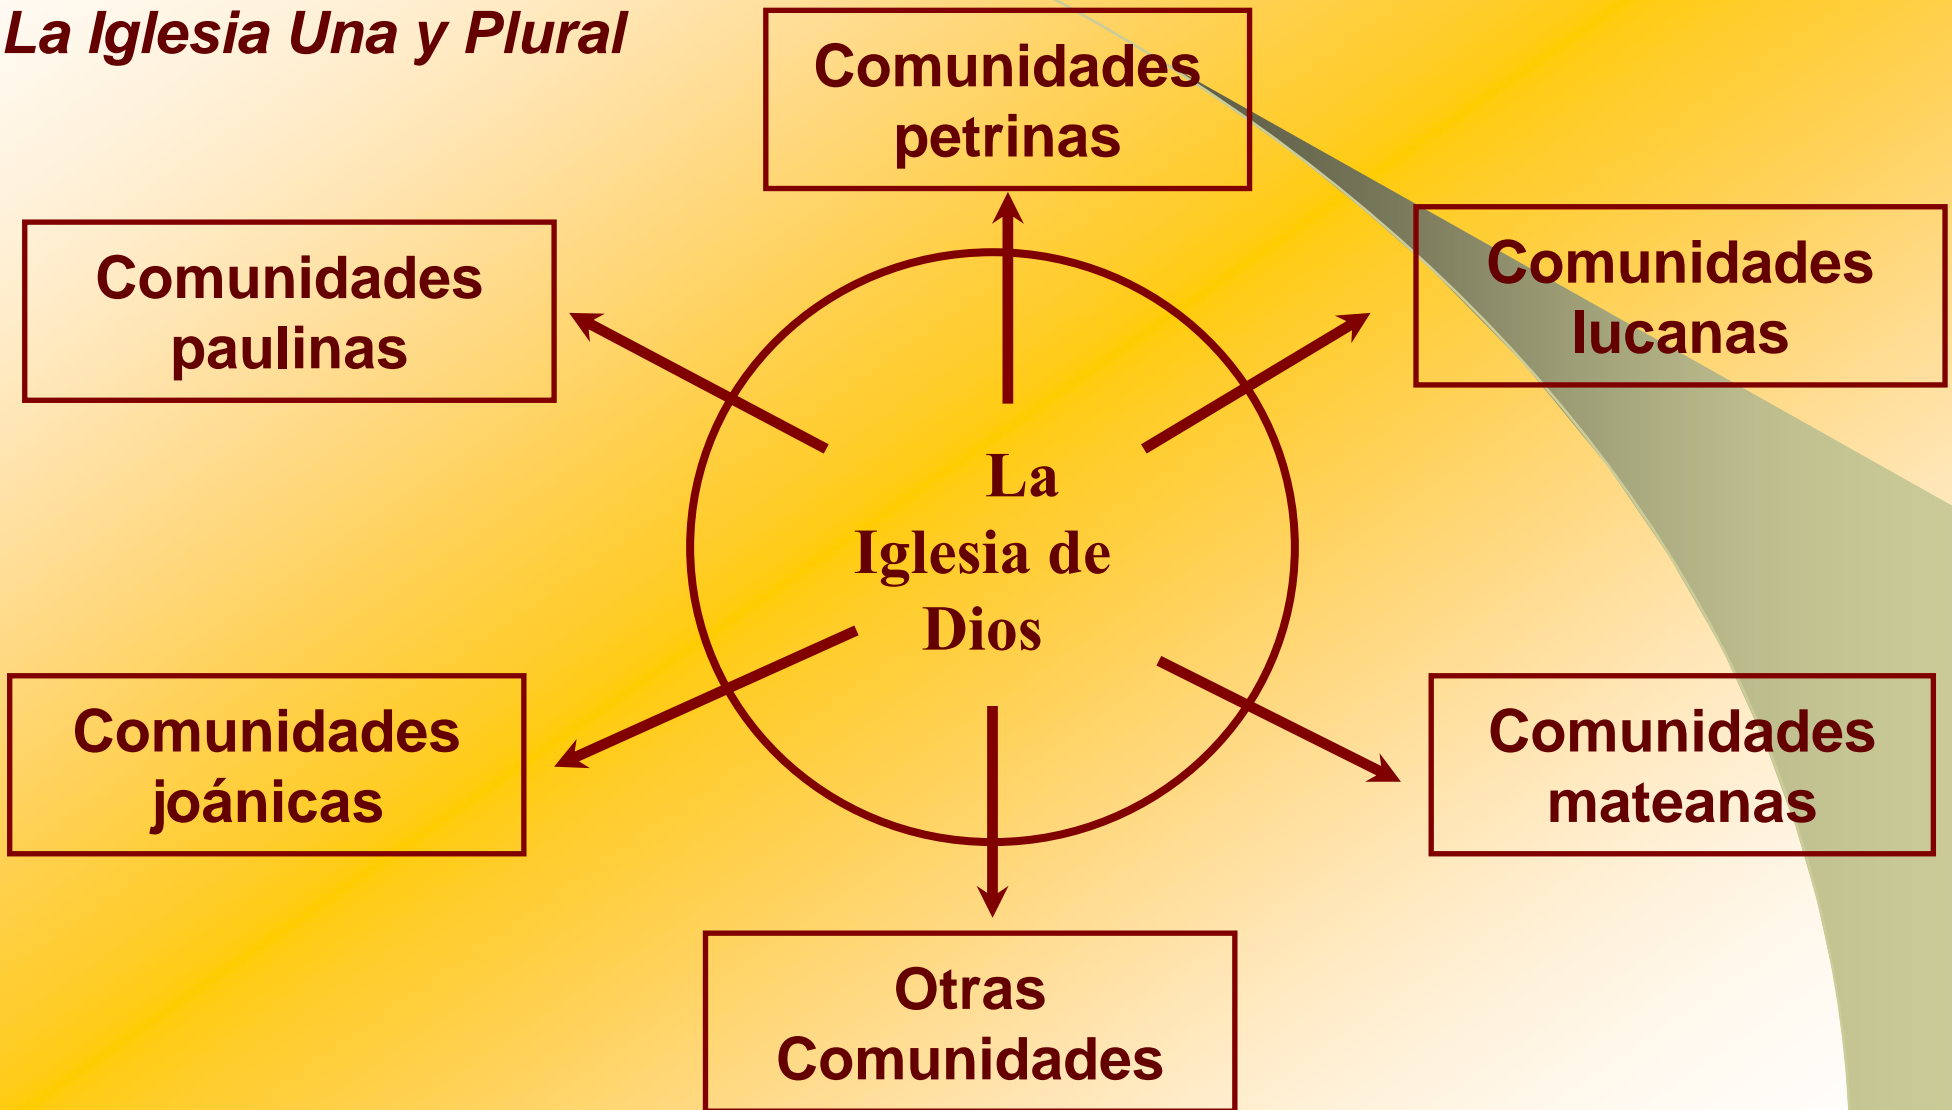 La Iglesia Una y Plural
Comunidades
petrinas
Comunidades
paulinas
Comunidades
lucanas
La
Iglesia de
Dios
Comunidades
joánicas
Comunidades
mateanas
Otras
Comunidades